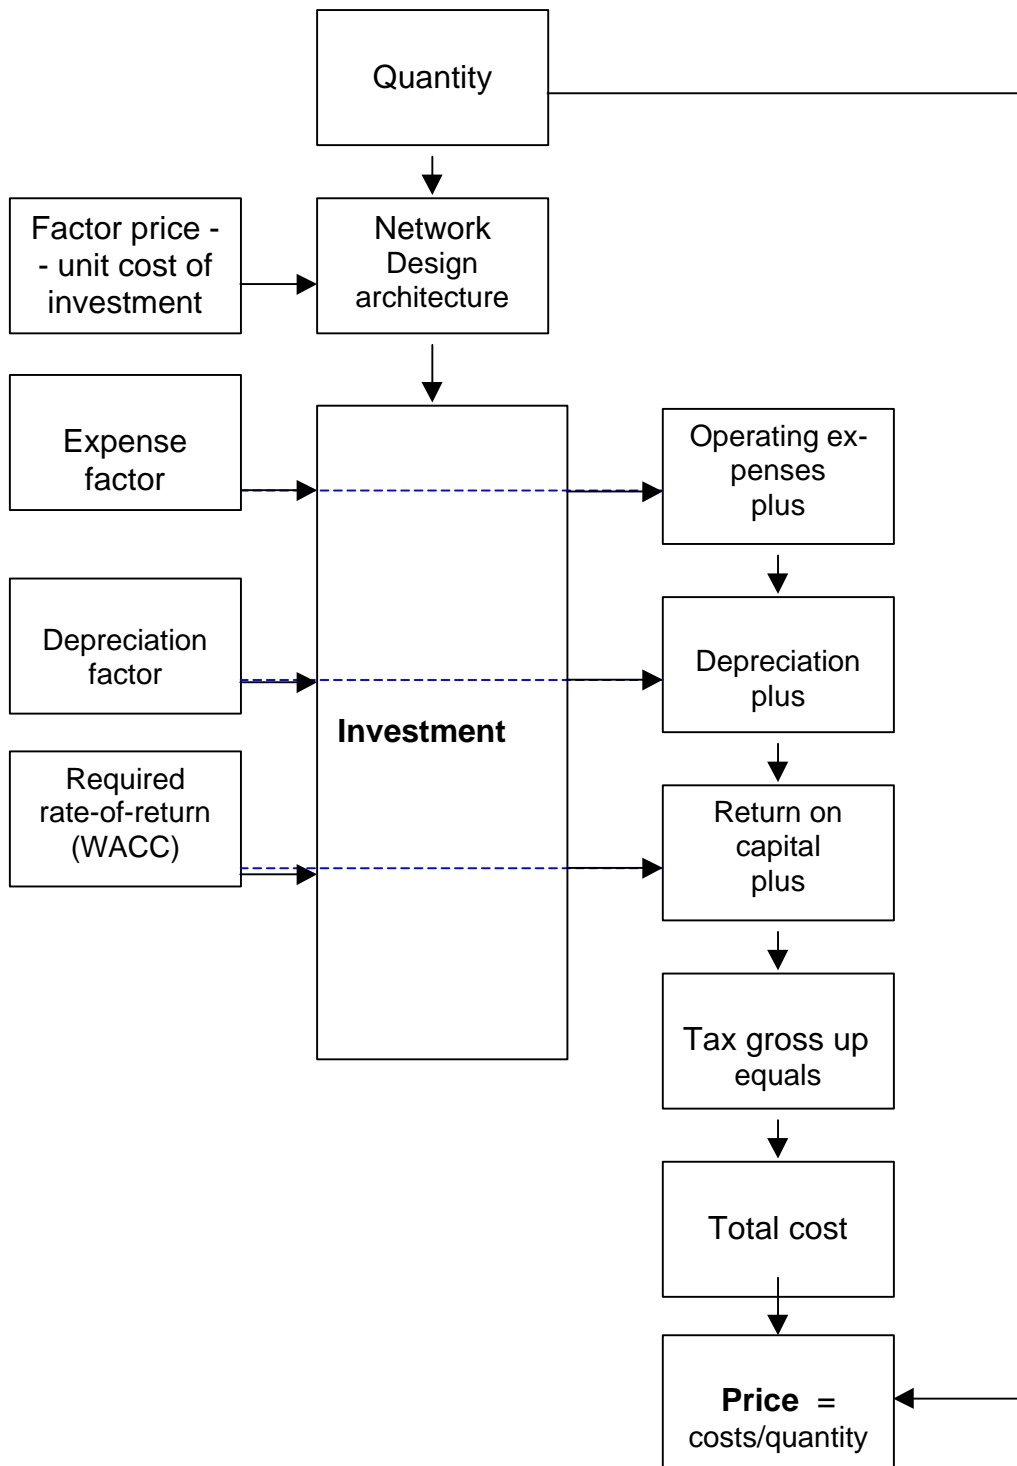 Quantity
Factor price -
- unit cost of
investment
Network
Design
architecture
Expense
factor
Operating ex-
penses
plus
Depreciation
factor
Depreciation
plus
Investment
Required
rate-of-return
(WACC)
Return on
capital
plus
Tax gross up
equals
Total cost
Price =
costs/quantity